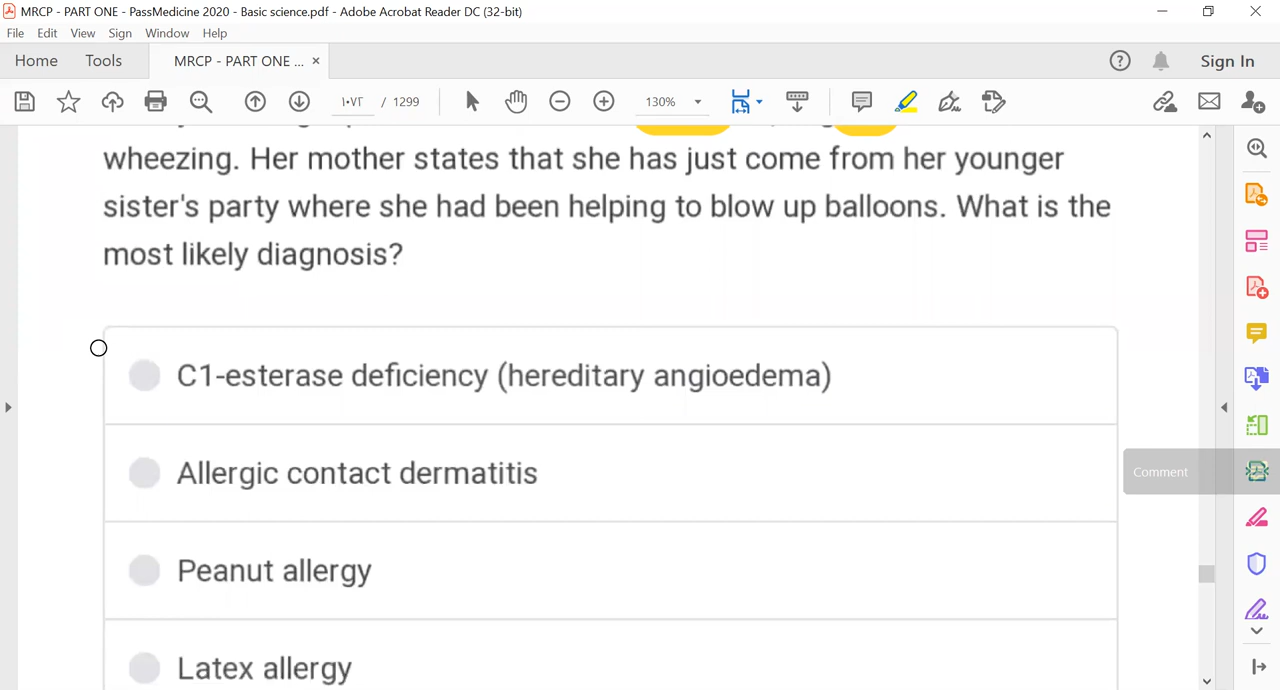 MRCP - PART ONE - PassMedicine 2020 - Basic science.pdf - Adobe Acrobat Reader DC (32-bit)
File Edit View Sign Window Help
Home Tools MRCP - PART ONE ... × Sign In
١٠٧٢ / 1299 130%
wheezing. Her mother states that she has just come from her younger
sister's party where she had been helping to blow up balloons. What is the
most likely diagnosis?
C1-esterase deficiency (hereditary angioedema)
Allergic contact dermatitis
Comment
Peanut allergy
Latex allergy